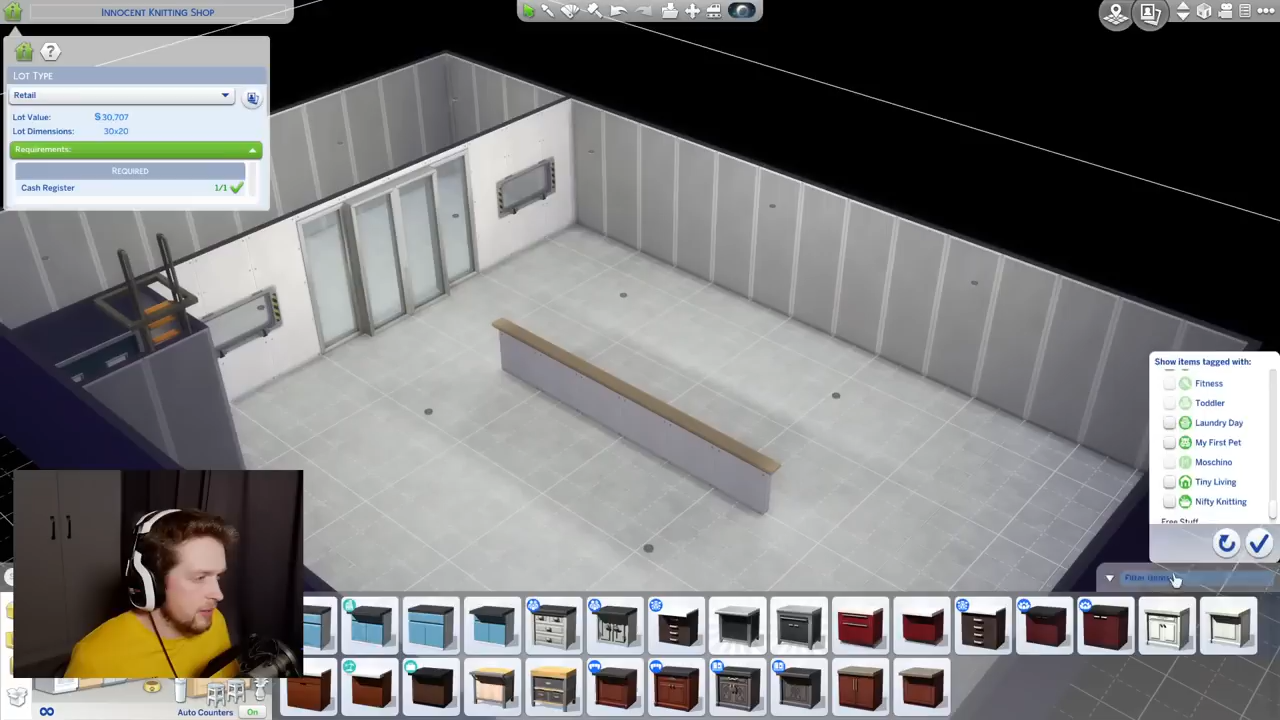 INNOCENT KNITTING SHOP
?
LOT TYPE
Retail
Lot Value: §30,707
Lot Dimensions: 30x20
Requirements:
REQUIRED
Cash Register 1/1
Show items tagged with:
Fitness
Toddler
Laundry Day
My First Pet
Moschino
Tiny Living
Nifty Knitting
Free Stuff
Filter Items
Auto Counters On